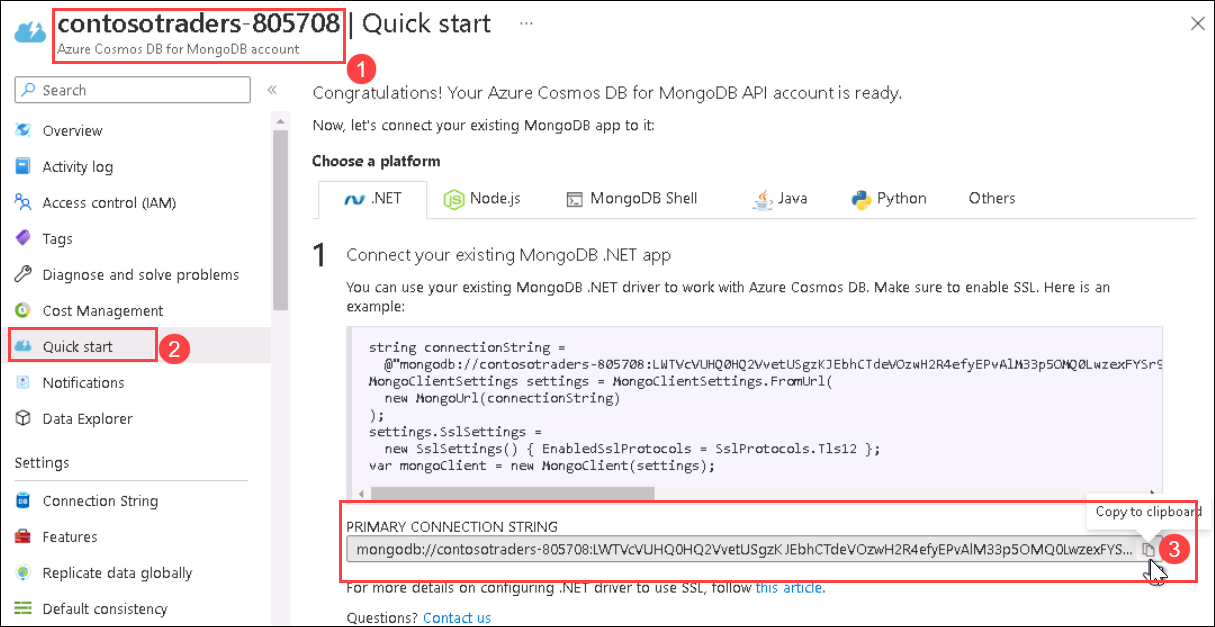 contosotraders-805708 | Quick start ...
Azure Cosmos DB for MongoDB account
1
Search
«
Overview
Activity log
Access control (IAM)
Tags
Diagnose and solve problems
Cost Management
Quick start
2
Notifications
Data Explorer
Settings
Connection String
Features
Replicate data globally
Default consistency
Congratulations! Your Azure Cosmos DB for MongoDB API account is ready.
Now, let's connect your existing MongoDB app to it:
Choose a platform
.NET
Node.js
MongoDB Shell
Java
Python
Others
1 Connect your existing MongoDB .NET app
You can use your existing MongoDB .NET driver to work with Azure Cosmos DB. Make sure to enable SSL. Here is an
example:
string connectionString =
@"mongodb://contosotraders-805708:LWTVcVUHQ0HQ2VvetUSgzKJEbhCTdeVOzwH2R4efyEPvAlM33p5OMQ0LwzexFYSr9
MongoClientSettings settings = MongoClientSettings.FromUrl(
new MongoUrl(connectionString)
);
settings.SslSettings =
new SslSettings() { EnabledSslProtocols = SslProtocols.Tls12 };
var mongoClient = new MongoClient(settings);
Copy to clipboard
PRIMARY CONNECTION STRING
mongodb://contosotraders-805708:LWTVcVUHQ0HQ2VvetUSgzKJEbhCTdeVOzwH2R4efyEPvAlM33p5OMQ0LwzexFYS...
3
For more details on configuring .NET driver to use SSL, follow this article.
Questions? Contact us